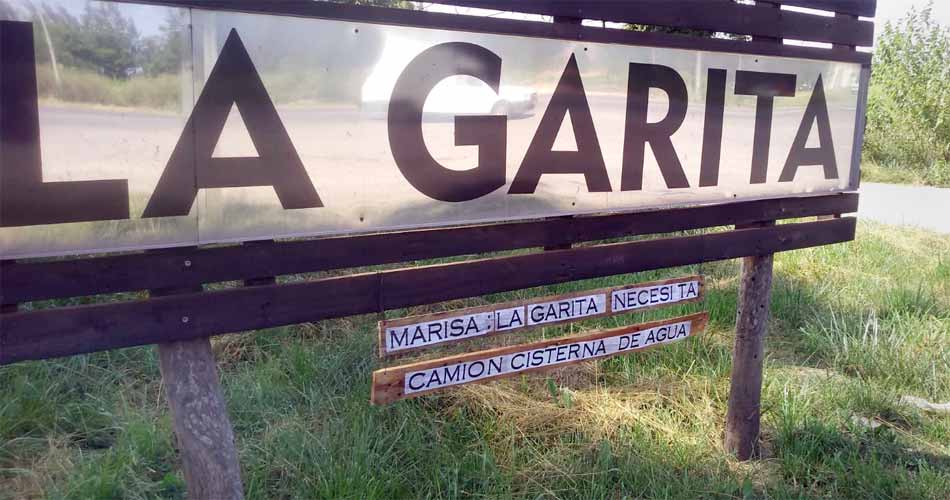 LA GARITA
MARISA: LA GARITA NECESITA
CAMION CISTERNA DE AGUA